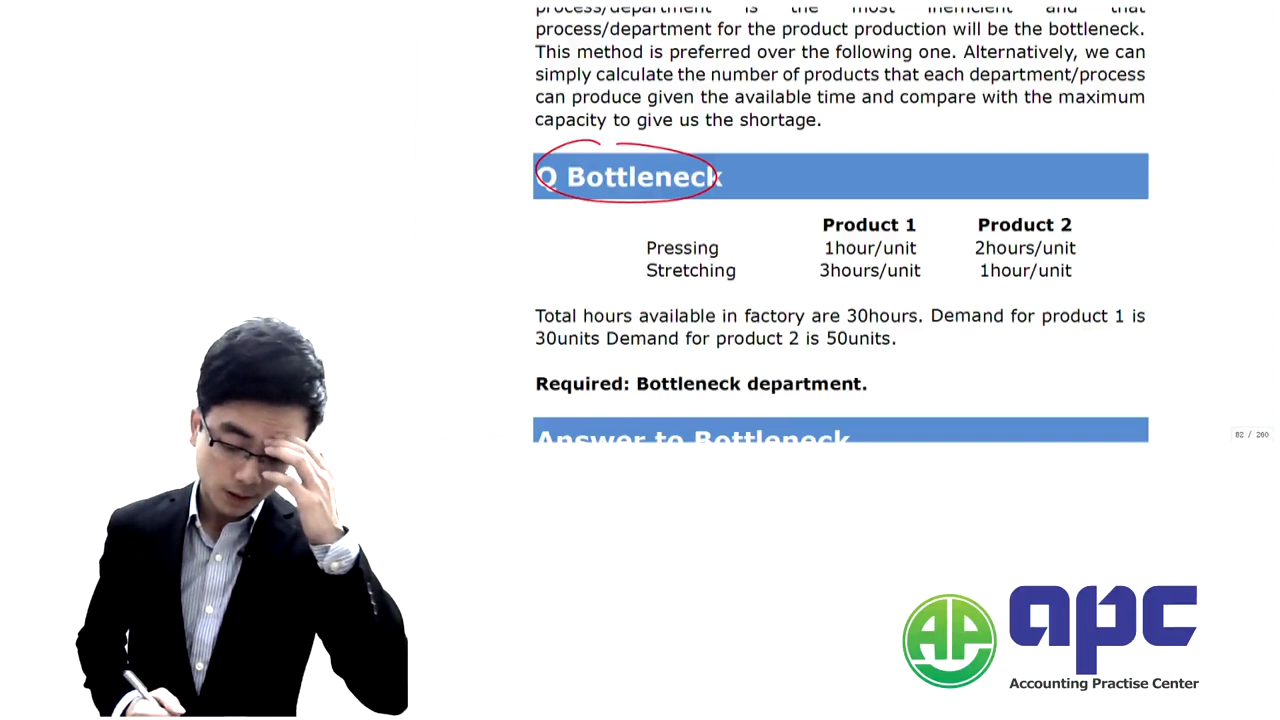 process/department is the most inefficient and that
process/department for the product production will be the bottleneck.
This method is preferred over the following one. Alternatively, we can
simply calculate the number of products that each department/process
can produce given the available time and compare with the maximum
capacity to give us the shortage.
Q Bottleneck
Product 1 Product 2
Pressing 1hour/unit 2hours/unit
Stretching 3hours/unit 1hour/unit
Total hours available in factory are 30hours. Demand for product 1 is
30units Demand for product 2 is 50units.
Required: Bottleneck department.
Answer to Bottleneck
82 / 260
AP
apc
Accounting Practise Center